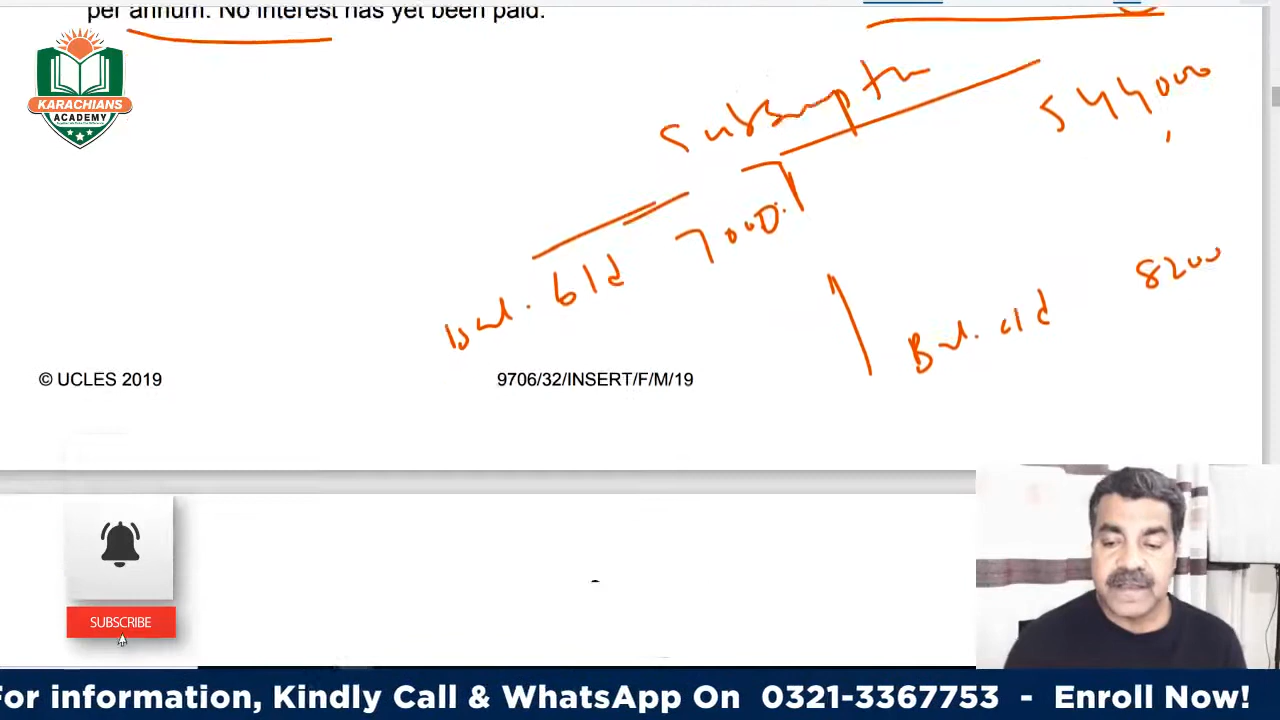 per annum. No interest has yet been paid.
KARACHIANS
ACADEMY
Subscription
544000
Bal. b/d 7000
Bal. c/d 8200
© UCLES 2019
9706/32/INSERT/F/M/19
SUBSCRIBE
For information, Kindly Call & WhatsApp On 0321-3367753 - Enroll Now!